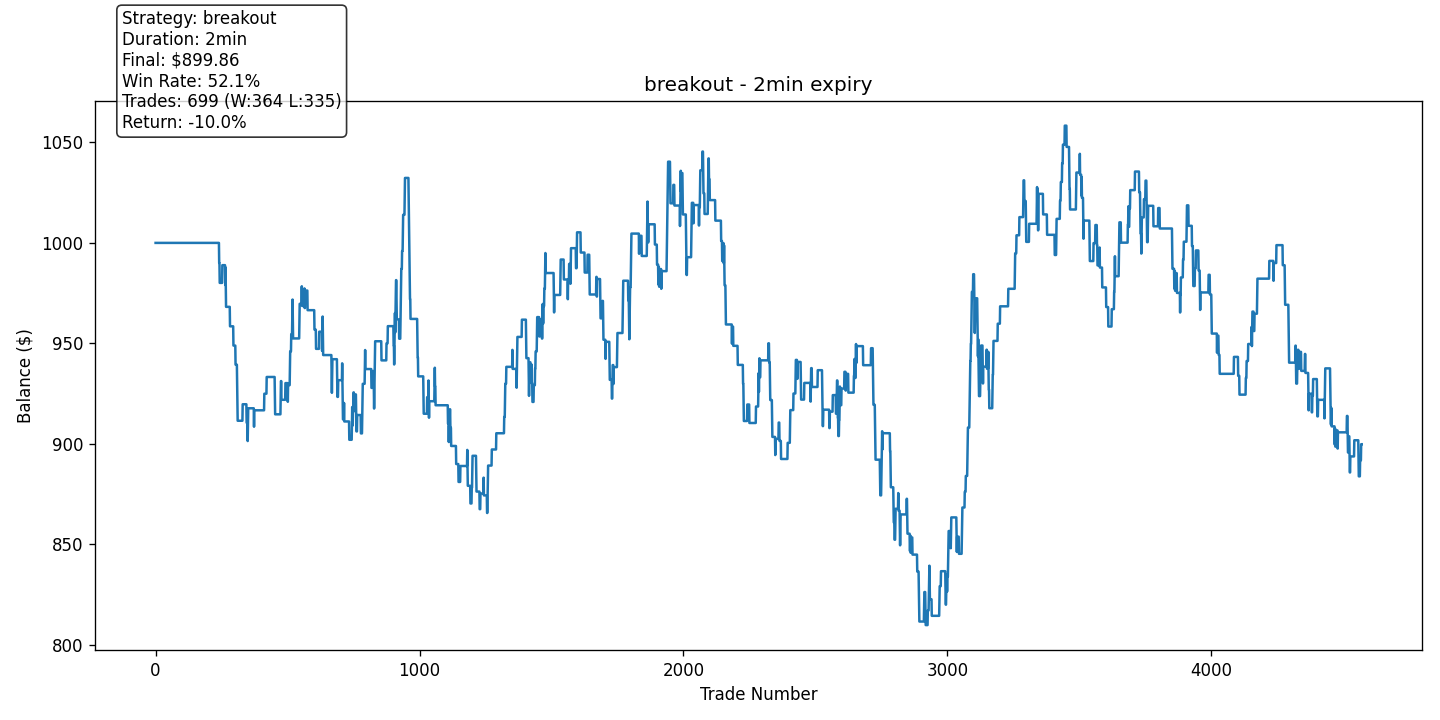 Strategy: breakout
Duration: 2min
Final: $899.86
Win Rate: 52.1%
Trades: 699 (W:364 L:335)
Return: -10.0%
breakout - 2min expiry
Balance ($)
1050
1000
950
900
850
800
0
1000
2000
3000
4000
Trade Number